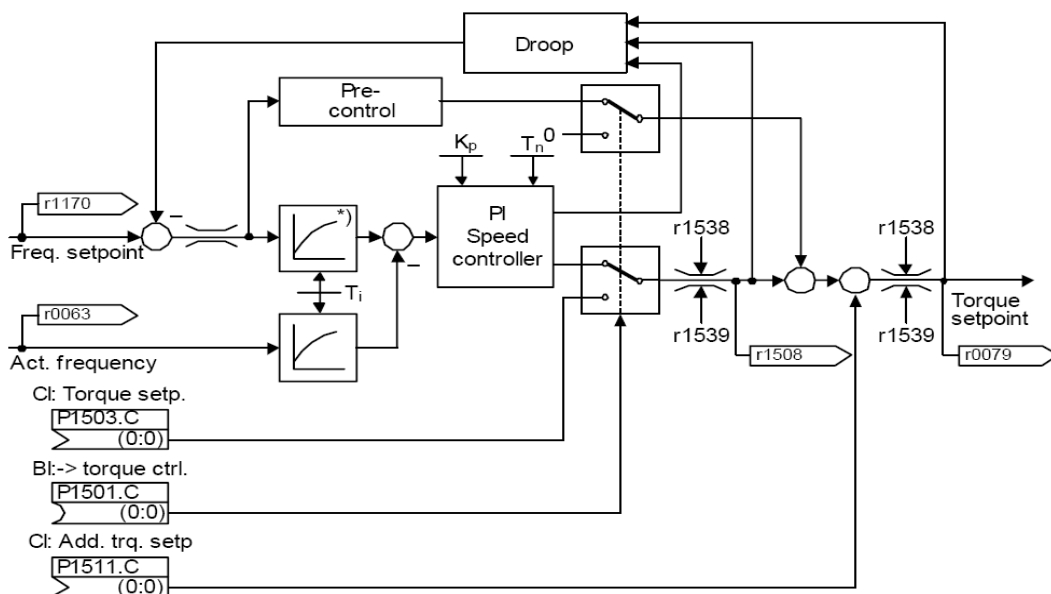 Droop
Pre-
control
Kp
Tn
0
r1170
Freq. setpoint
*)
PI
Speed
controller
r1538
r1538
Ti
r0063
Act. frequency
r1539
r1539
Torque
setpoint
r1508
r0079
CI: Torque setp.
P1503.C
(0:0)
BI:-> torque ctrl.
P1501.C
(0:0)
CI: Add. trq. setp
P1511.C
(0:0)